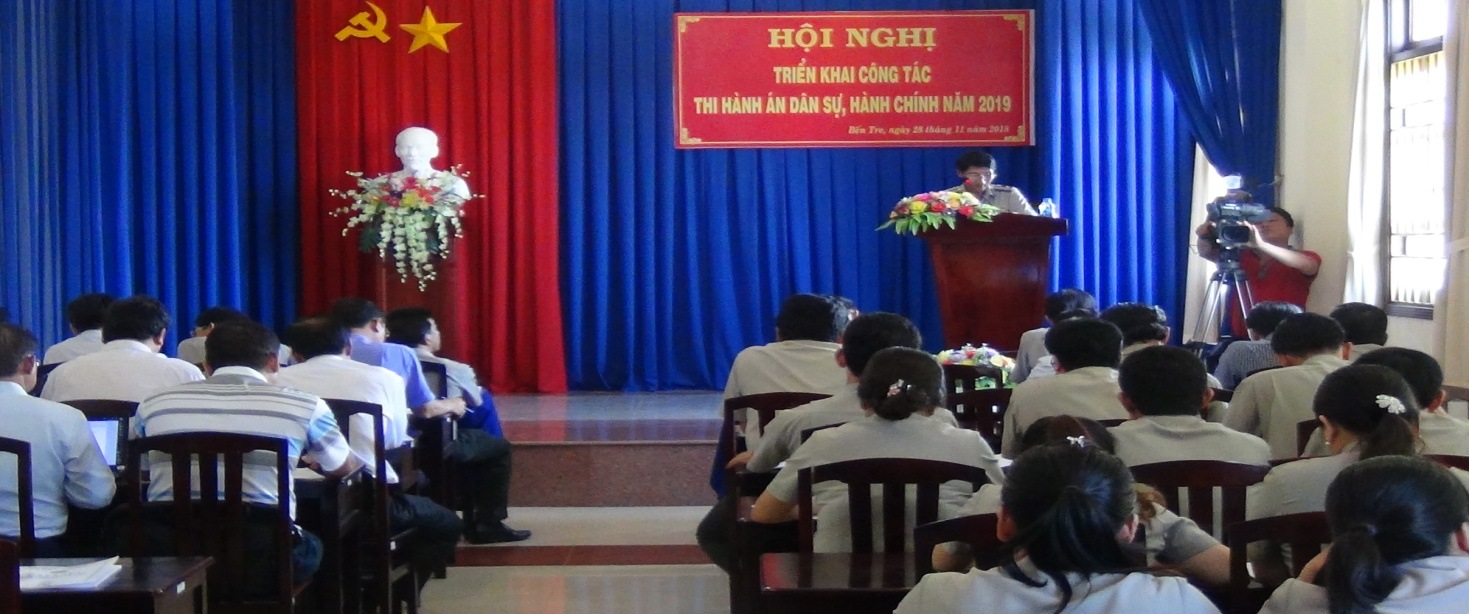 HỘI NGHỊ
TRIỂN KHAI CÔNG TÁC
THI HÀNH ÁN DÂN SỰ, HÀNH CHÍNH NĂM 2019
Bến Tre, ngày 28 tháng 11 năm 2018